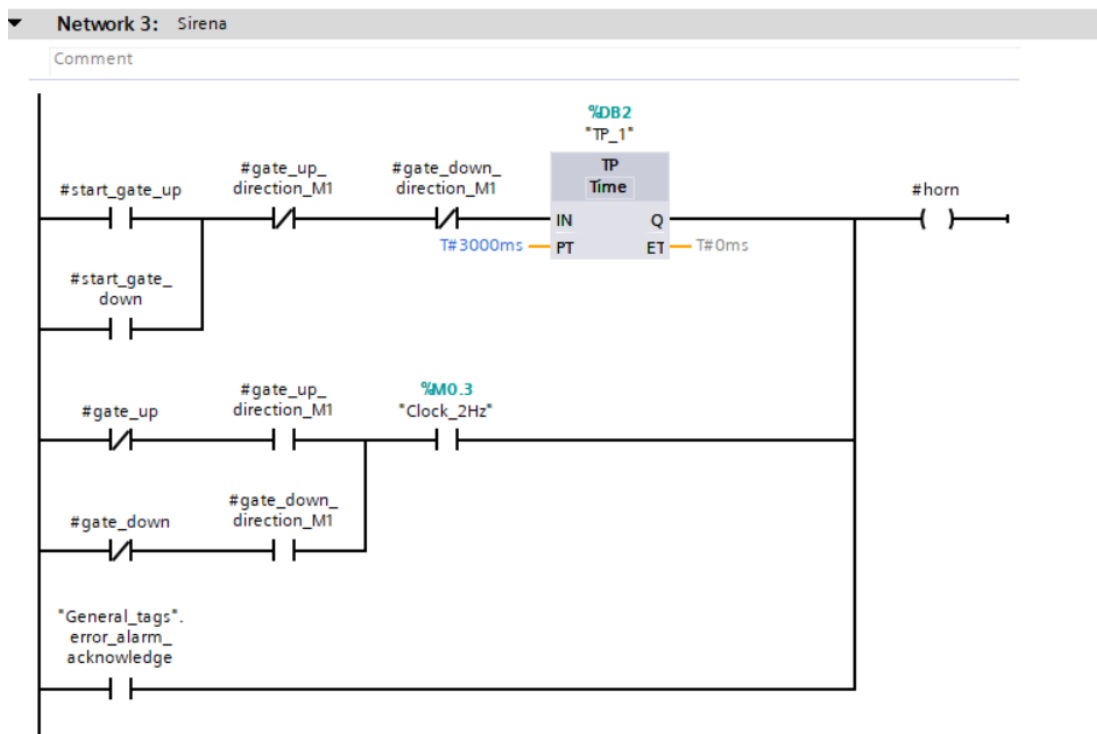 Network 3: Sirena
Comment
%DB2
"TP_1"
TP
Time
#start_gate_up
#gate_up_
direction_M1
#gate_down_
direction_M1
IN
Q
T#3000ms
PT
ET
T#0ms
#horn
#start_gate_
down
#gate_up
#gate_up_
direction_M1
%M0.3
"Clock_2Hz"
#gate_down
#gate_down_
direction_M1
"General_tags".
error_alarm_
acknowledge